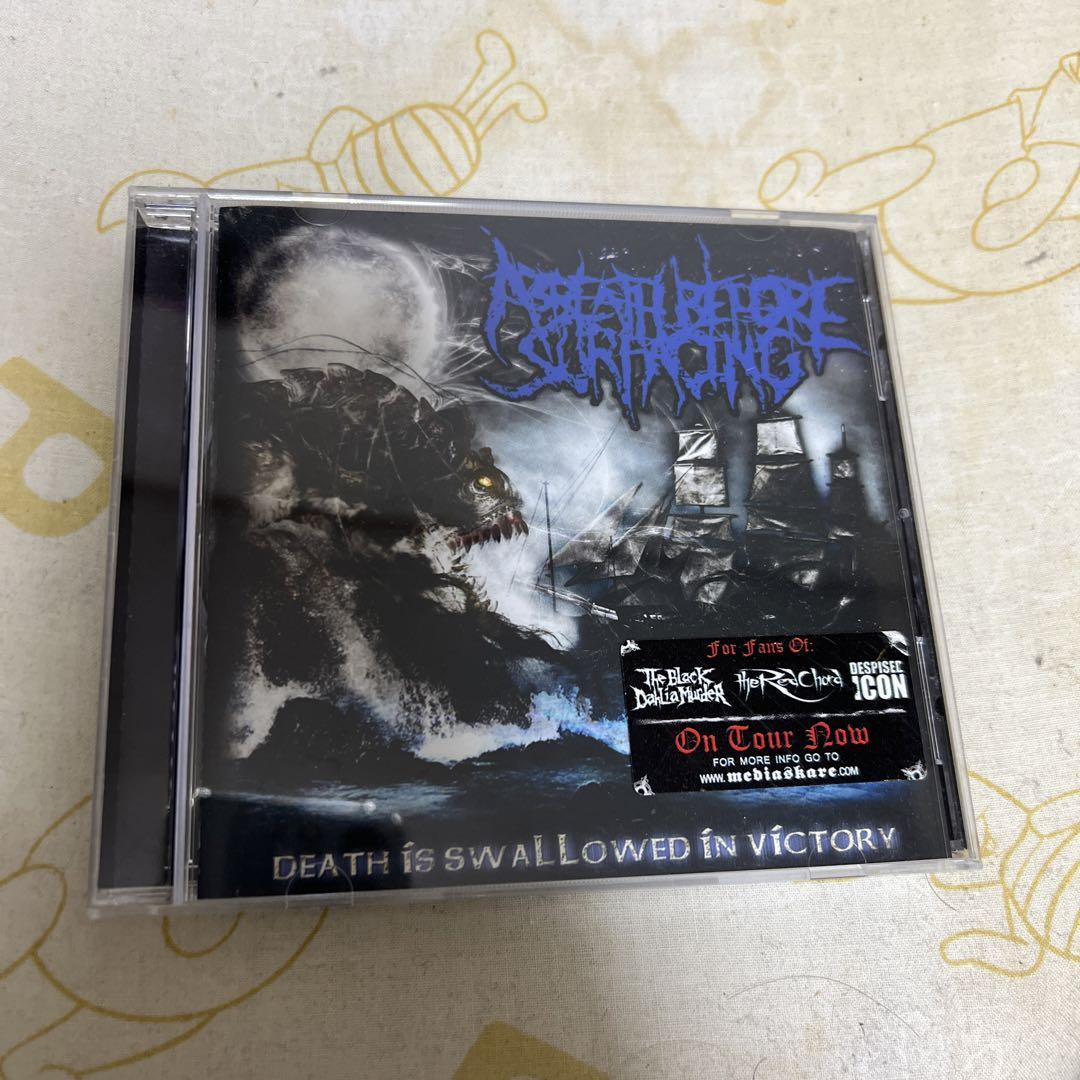 A BREATH BEFORE
SURFACING
For Fans Of:
The Black
Dahlia Murder
the Red Chord
DESPISED
ICON
On Tour Now
FOR MORE INFO GO TO
www.mediaskare.com
DEATH iS SWALLOWED iN ViCTORY